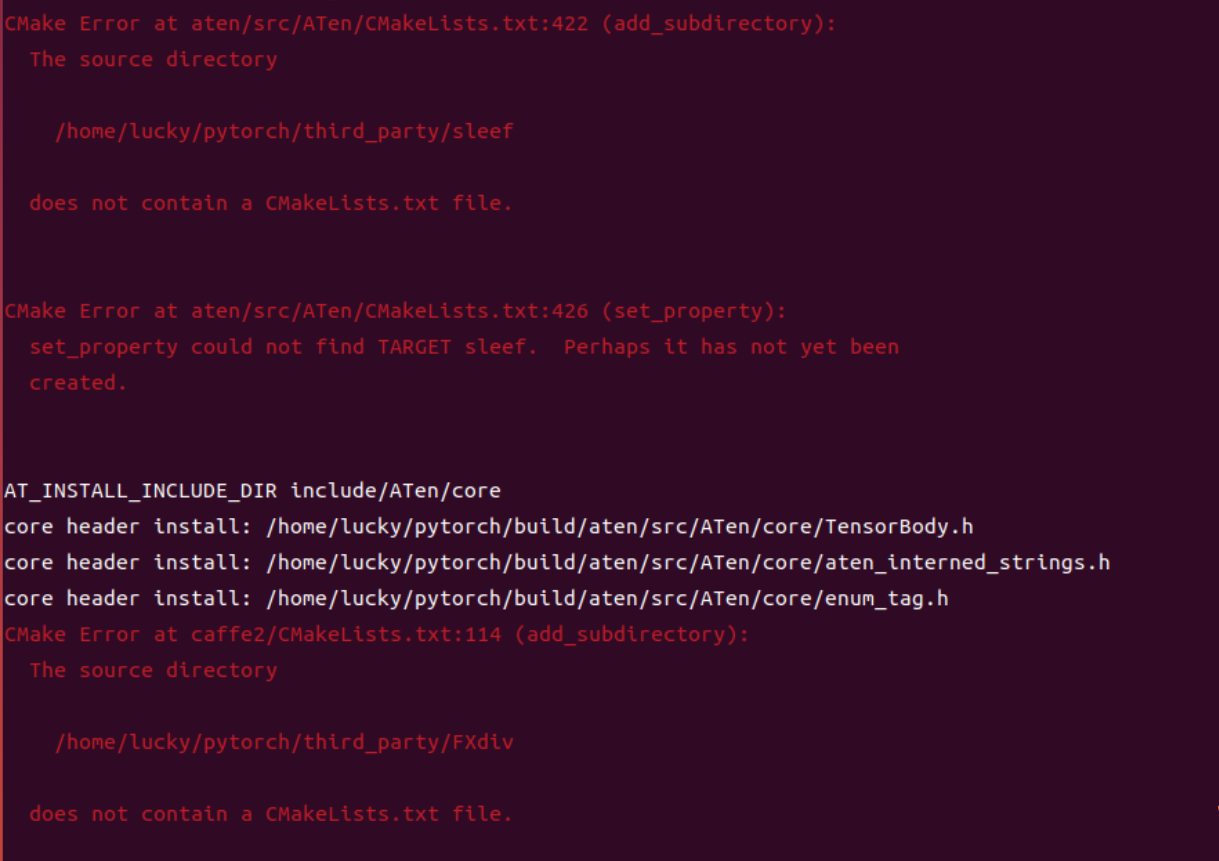 CMake Error at aten/src/ATen/CMakeLists.txt:422 (add_subdirectory):
The source directory
/home/lucky/pytorch/third_party/sleef
does not contain a CMakeLists.txt file.
CMake Error at aten/src/ATen/CMakeLists.txt:426 (set_property):
set_property could not find TARGET sleef.  Perhaps it has not yet been
created.
AT_INSTALL_INCLUDE_DIR include/ATen/core
core header install: /home/lucky/pytorch/build/aten/src/ATen/core/TensorBody.h
core header install: /home/lucky/pytorch/build/aten/src/ATen/core/aten_interned_strings.h
core header install: /home/lucky/pytorch/build/aten/src/ATen/core/enum_tag.h
CMake Error at caffe2/CMakeLists.txt:114 (add_subdirectory):
The source directory
/home/lucky/pytorch/third_party/FXdiv
does not contain a CMakeLists.txt file.